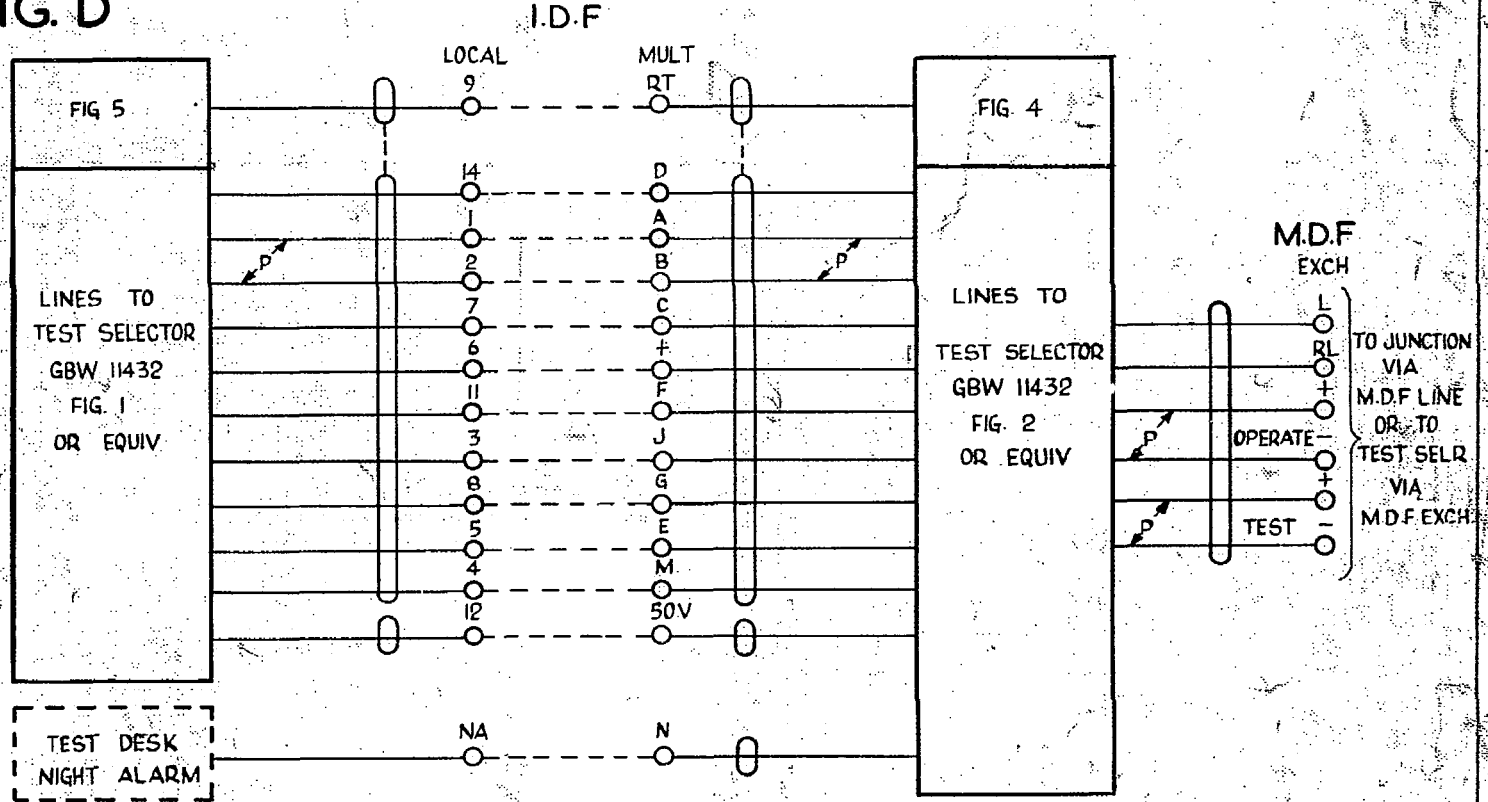 FIG. D
I.D.F
LOCAL
MULT
9
RT
FIG 5
FIG. 4
14
D
1
A
P
P
2
B
7
C
6
+
11
F
3
J
8
G
5
E
4
M
12
50V
LINES TO
TEST SELECTOR
GBW 11432
FIG. 1
OR EQUIV
LINES TO
TEST SELECTOR
GBW 11432
FIG. 2
OR EQUIV
M.D.F
EXCH
L
RL
+
P
OPERATE -
+
P
TEST -
TO JUNCTION
VIA
M.D.F LINE
OR TO
TEST SELR
VIA
M.D.F EXCH.
TEST DESK
NIGHT ALARM
NA
N